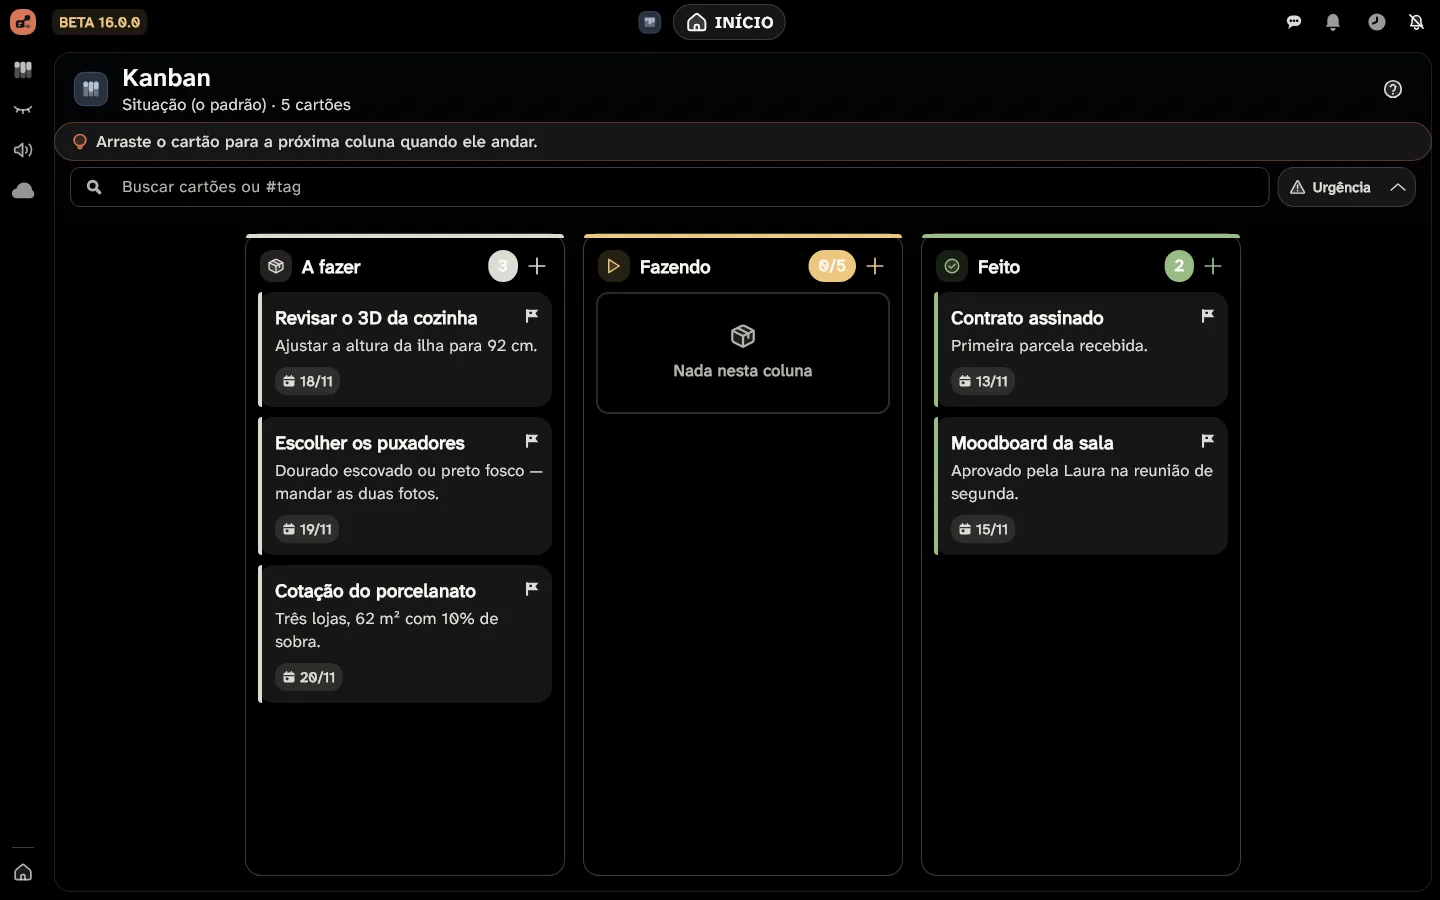 BETA 16.0.0
INÍCIO
Kanban
Situação (o padrão) · 5 cartões
Arraste o cartão para a próxima coluna quando ele andar.
Buscar cartões ou #tag
Urgência
A fazer
3
Revisar o 3D da cozinha
Ajustar a altura da ilha para 92 cm.
18/11
Escolher os puxadores
Dourado escovado ou preto fosco —
mandar as duas fotos.
19/11
Cotação do porcelanato
Três lojas, 62 m² com 10% de
sobra.
20/11
Fazendo
0/5
Nada nesta coluna
Feito
2
Contrato assinado
Primeira parcela recebida.
13/11
Moodboard da sala
Aprovado pela Laura na reunião de
segunda.
15/11